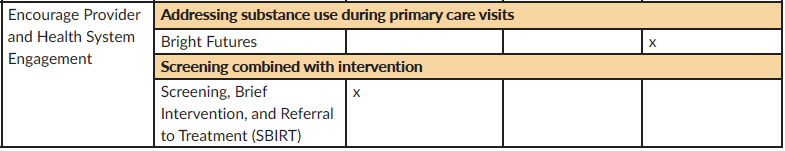 Encourage Provider
and Health System
Engagement
Addressing substance use during primary care visits
Bright Futures
x
Screening combined with intervention
Screening, Brief
Intervention, and Referral
to Treatment (SBIRT)
x